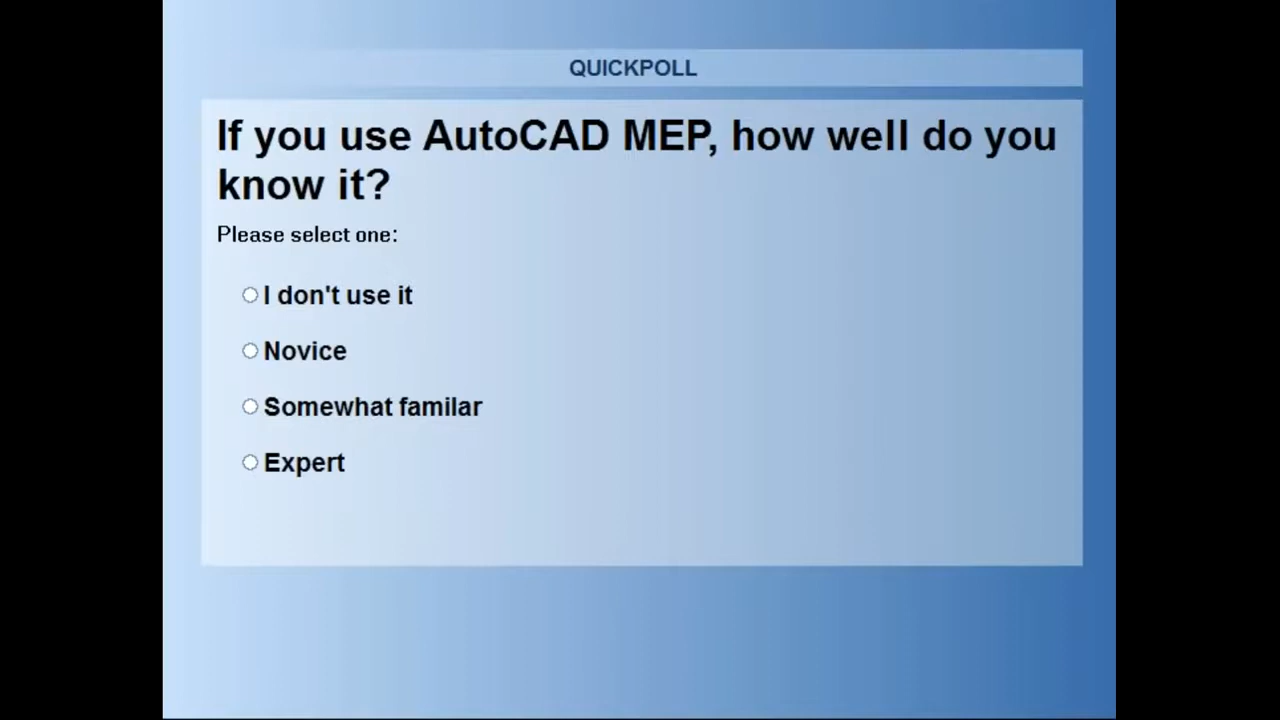 QUICKPOLL
If you use AutoCAD MEP, how well do you
know it?
Please select one:
I don't use it
Novice
Somewhat familar
Expert